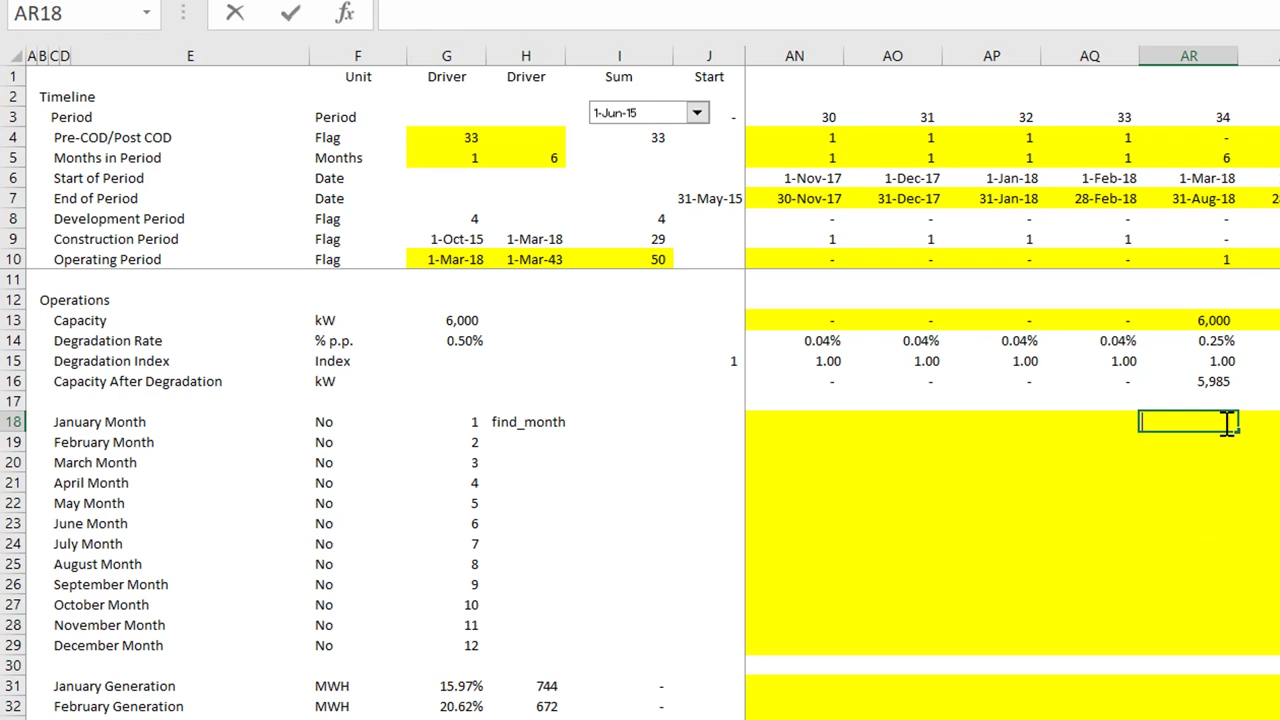 AR18 fx
A B C D E F G H I J AN AO AP AQ AR
1 Unit Driver Driver Sum Start
2 Timeline
3 Period Period 1-Jun-15 - 30 31 32 33 34
4 Pre-COD/Post COD Flag 33 33 1 1 1 1 -
5 Months in Period Months 1 6 1 1 1 1 6
6 Start of Period Date 1-Nov-17 1-Dec-17 1-Jan-18 1-Feb-18 1-Mar-18
7 End of Period Date 31-May-15 30-Nov-17 31-Dec-17 31-Jan-18 28-Feb-18 31-Aug-18 28
8 Development Period Flag 4 4 - - - - -
9 Construction Period Flag 1-Oct-15 1-Mar-18 29 1 1 1 1 -
10 Operating Period Flag 1-Mar-18 1-Mar-43 50 - - - - 1
11
12 Operations
13 Capacity kW 6,000 - - - - 6,000
14 Degradation Rate % p.p. 0.50% 0.04% 0.04% 0.04% 0.04% 0.25%
15 Degradation Index Index 1 1.00 1.00 1.00 1.00 1.00
16 Capacity After Degradation kW - - - - 5,985
17
18 January Month No 1 find_month
19 February Month No 2
20 March Month No 3
21 April Month No 4
22 May Month No 5
23 June Month No 6
24 July Month No 7
25 August Month No 8
26 September Month No 9
27 October Month No 10
28 November Month No 11
29 December Month No 12
30
31 January Generation MWH 15.97% 744 -
32 February Generation MWH 20.62% 672 -